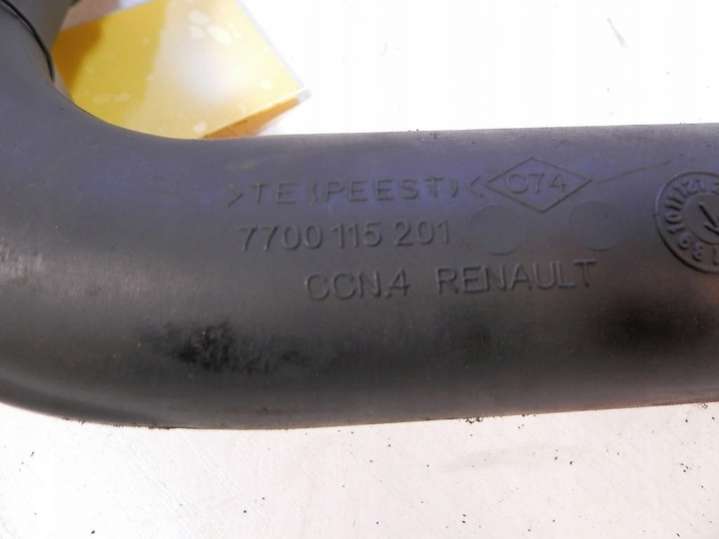 >TE(PEEST)< C74
7700 115 201
CCN.4 RENAULT